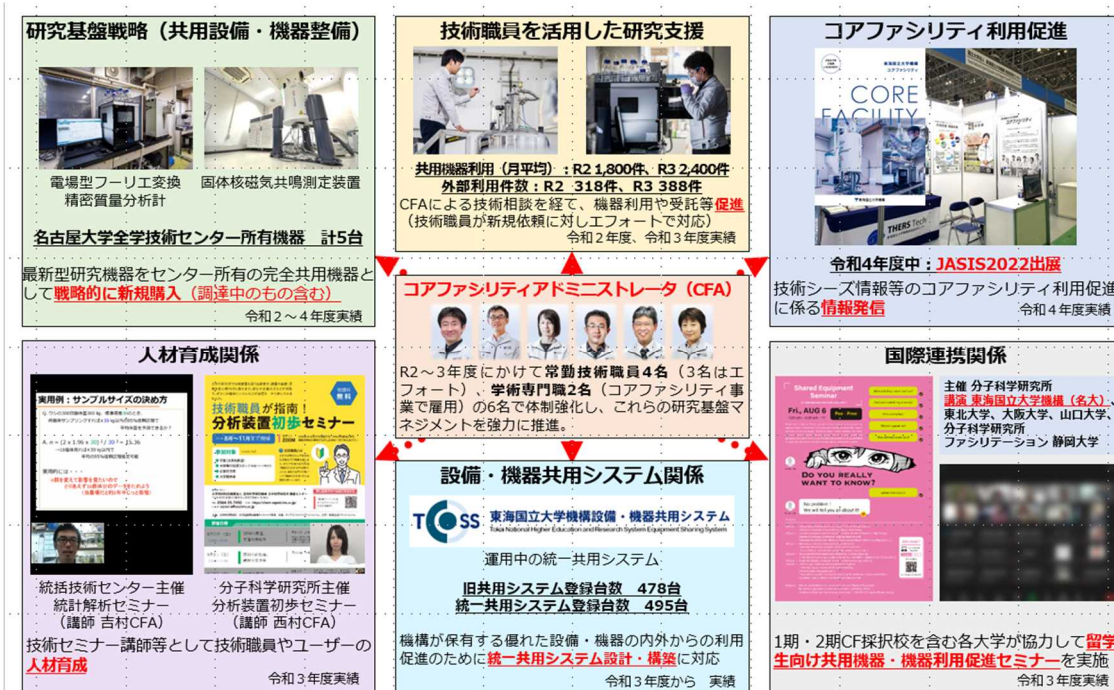 研究基盤戦略（共用設備・機器整備）
電場型フーリエ変換
精密質量分析計
固体核磁気共鳴測定装置
名古屋大学全学技術センター所有機器　計5台
最新型研究機器をセンター所有の完全共用機器と
して戦略的に新規購入（調達中のもの含む）
令和２～４年度実績
技術職員を活用した研究支援
共用機器利用（月平均）：R2 1,800件、R3 2,400件
外部利用件数：R2 318件、R3 388件
CFAによる技術相談を経て、機器利用や受託等促進
（技術職員が新規依頼に対しエフォートで対応）
令和２年度、令和３年度実績
コアファシリティ利用促進
東海国立大学機構
コアファシリティ
CORE
FACILITY
THERS Tech
令和4年度中：JASIS2022出展
技術シーズ情報等のコアファシリティ利用促進
に係る情報発信
令和４年度実績
コアファシリティアドミニストレータ（CFA）
R2～3年度にかけて常勤技術職員4名（3名はエ
フォート）、学術専門職2名（コアファシリティ事
業で雇用）の6名で体制強化し、これらの研究基盤マ
ネジメントを強力に推進。
人材育成関係
実用例：サンプルサイズの決め方
実用的には・・・
技術職員が指南！
分析装置初歩セミナー
統括技術センター主催
統計解析セミナー
（講師 吉村CFA）
分子科学研究所主催
分析装置初歩セミナー
（講師 西村CFA）
技術セミナー講師等として技術職員やユーザーの
人材育成
令和３年度実績
設備・機器共用システム関係
TCOSS 東海国立大学機構設備・機器共用システム
Tokai National Higher Education and Research System Equipment Sharing System
運用中の統一共用システム
旧共用システム登録台数　478台
統一共用システム登録台数　495台
機構が保有する優れた設備・機器の内外からの利用
促進のために統一共用システム設計・構築に対応
令和３年度から　実績
国際連携関係
Shared Equipment
Seminar
Fri., AUG 6
DO YOU REALLY
WANT TO KNOW?
No problem!
We will tell you all about it!
主催 分子科学研究所
講演 東海国立大学機構（名大）、
東北大学、大阪大学、山口大学、
分子科学研究所
ファシリテーション 静岡大学
1期・2期CF採択校を含む各大学が協力して留学
生向け共用機器・機器利用促進セミナーを実施
令和３年度実績